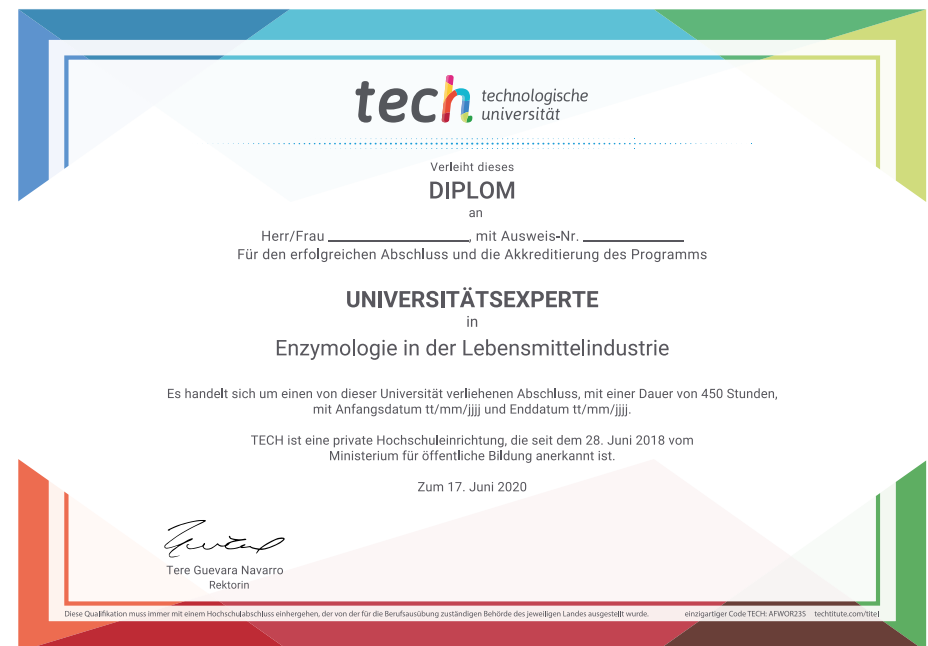 tech technologische
universität
Verleiht dieses
DIPLOM
an
Herr/Frau ____________________, mit Ausweis-Nr. ______________
Für den erfolgreichen Abschluss und die Akkreditierung des Programms
UNIVERSITÄTSEXPERTE
in
Enzymologie in der Lebensmittelindustrie
Es handelt sich um einen von dieser Universität verliehenen Abschluss, mit einer Dauer von 450 Stunden,
mit Anfangsdatum tt/mm/jjjj und Enddatum tt/mm/jjjj.
TECH ist eine private Hochschuleinrichtung, die seit dem 28. Juni 2018 vom
Ministerium für öffentliche Bildung anerkannt ist.
Zum 17. Juni 2020
Tere Guevara Navarro
Rektorin
Diese Qualifikation muss immer mit einem Hochschulabschluss einhergehen, der von der für die Berufsausübung zuständigen Behörde des jeweiligen Landes ausgestellt wurde. einzigartiger Code TECH: AFWOR23S techtitute.com/titel